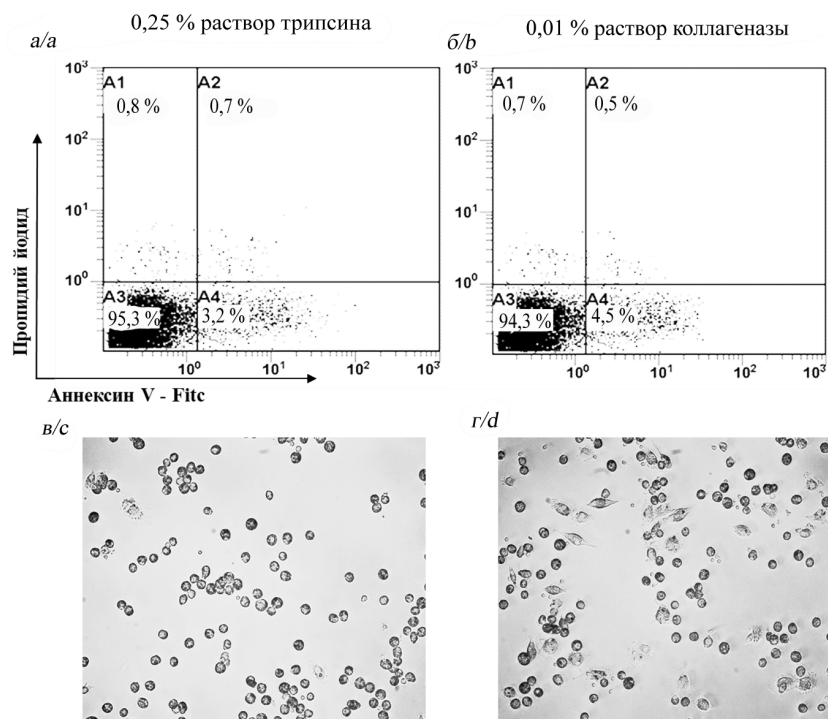 0,25 % раствор трипсина
0,01 % раствор коллагеназы
а/a
б/b
A1
0,8 %
A2
0,7 %
A3
95,3 %
A4
3,2 %
10³
10²
10¹
10⁰
10⁰
10¹
10²
10³
A1
0,7 %
A2
0,5 %
A3
94,3 %
A4
4,5 %
10³
10²
10¹
10⁰
10⁰
10¹
10²
10³
Пропидий йодид
Аннексин V - Fitc
в/c
г/d